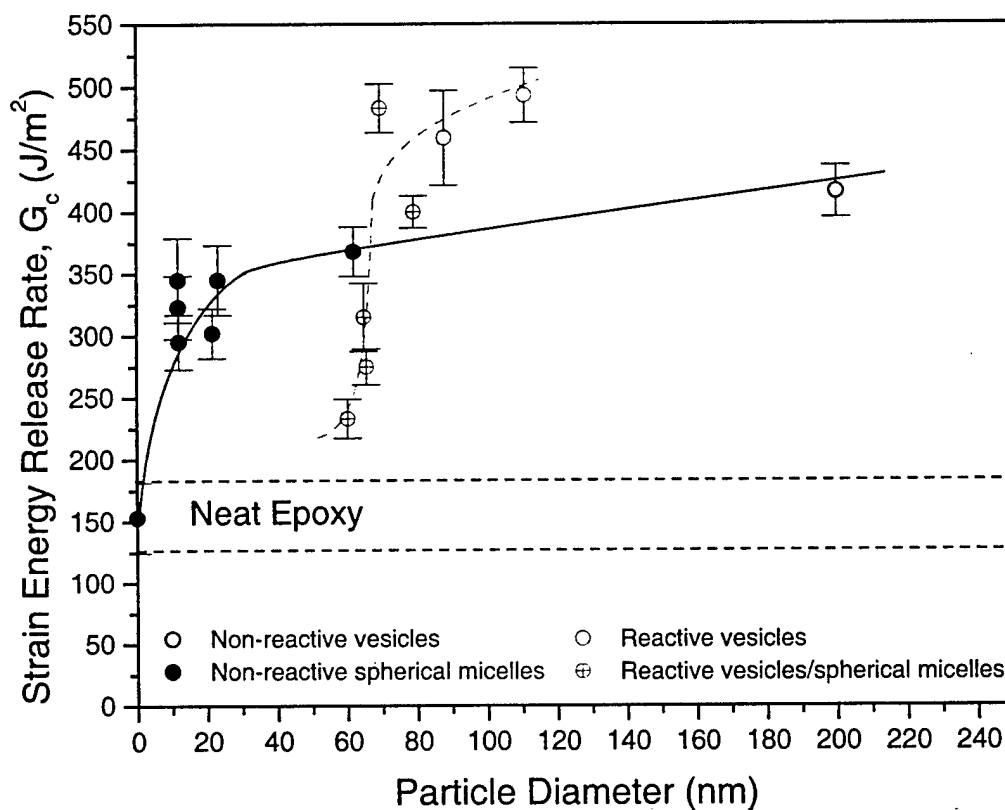 Strain Energy Release Rate, G_c (J/m²)
550
500
450
400
350
300
250
200
150
100
50
0
Neat Epoxy
Non-reactive vesicles
Reactive vesicles
Non-reactive spherical micelles
Reactive vesicles/spherical micelles
0 20 40 60 80 100 120 140 160 180 200 220 240
Particle Diameter (nm)